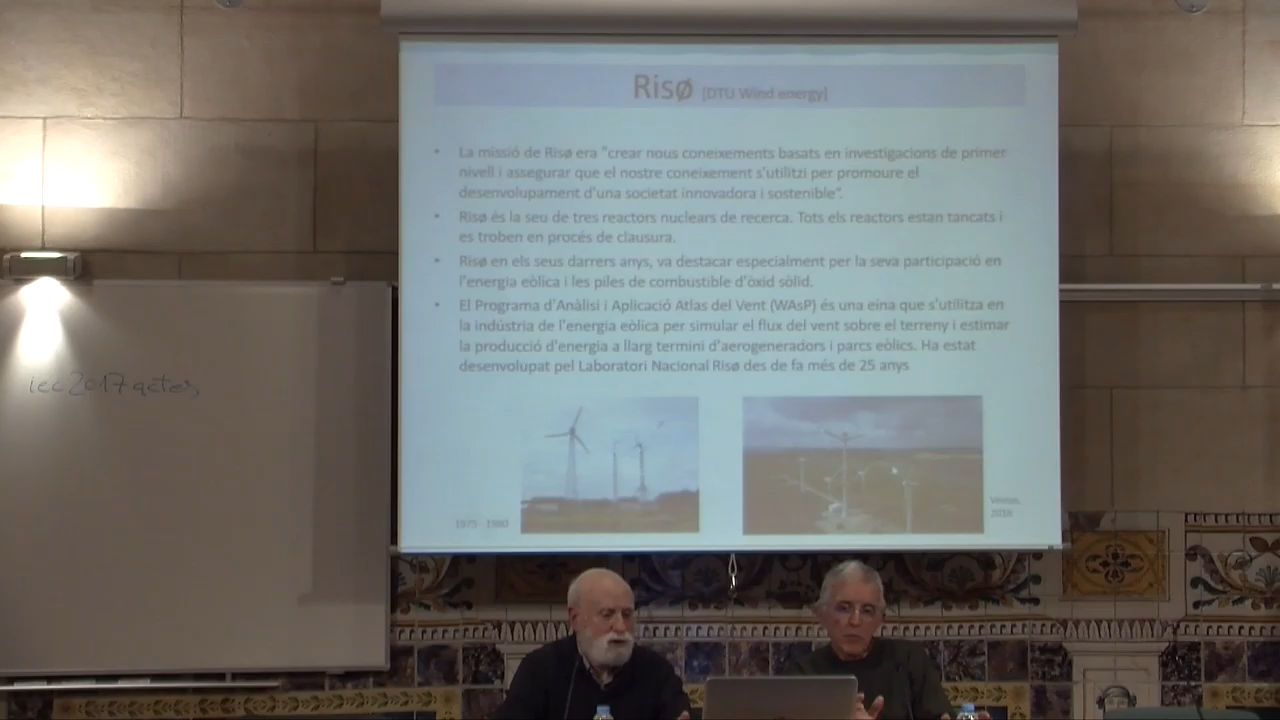 Risø [DTU Wind energy]
• La missió de Risø era "crear nous coneixements basats en investigacions de primer
nivell i assegurar que el nostre coneixement s'utilitzi per promoure el
desenvolupament d'una societat innovadora i sostenible".
• Risø és la seu de tres reactors nuclears de recerca. Tots els reactors estan tancats i
es troben en procés de clausura.
• Risø en els seus darrers anys, va destacar especialment per la seva participació en
l'energia eòlica i les piles de combustible d'òxid sòlid.
• El Programa d'Anàlisi i Aplicació Atlas del Vent (WAsP) és una eina que s'utilitza en
la indústria de l'energia eòlica per simular el flux del vent sobre el terreny i estimar
la producció d'energia a llarg termini d'aerogeneradors i parcs eòlics. Ha estat
desenvolupat pel Laboratori Nacional Risø des de fa més de 25 anys
1975 - 1980
iec2017actes